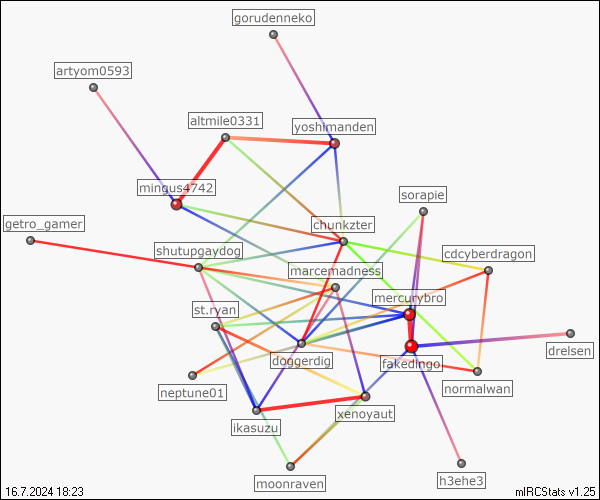 gorudenneko
artyom0593
altmile0331
yoshimanden
mingus4742
sorapie
getro_gamer
chunkzter
shutupgaydog
cdcyberdragon
marcemadness
mercurybro
st.ryan
drelsen
doggerdig
fakedingo
neptune01
normalwan
xenoyaut
ikasuzu
moonraven
h3ehe3
16.7.2024 18:23
mIRCStats v1.25